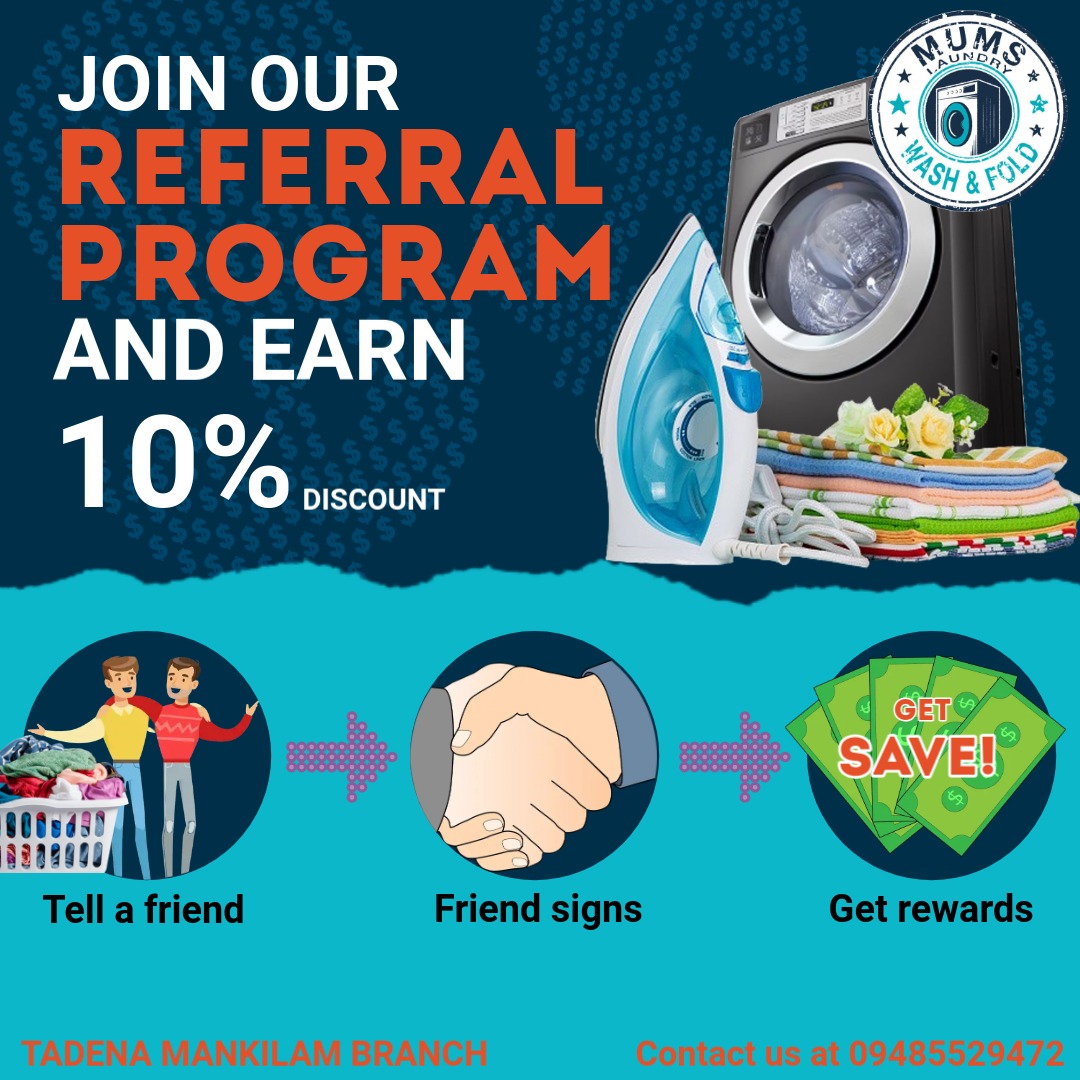 JOIN OUR
REFERRAL
PROGRAM
AND EARN
10% DISCOUNT
MUMS
LAUNDRY
WASH & FOLD
GET
SAVE!
Tell a friend
Friend signs
Get rewards
TADENA MANKILAM BRANCH
Contact us at 09485529472